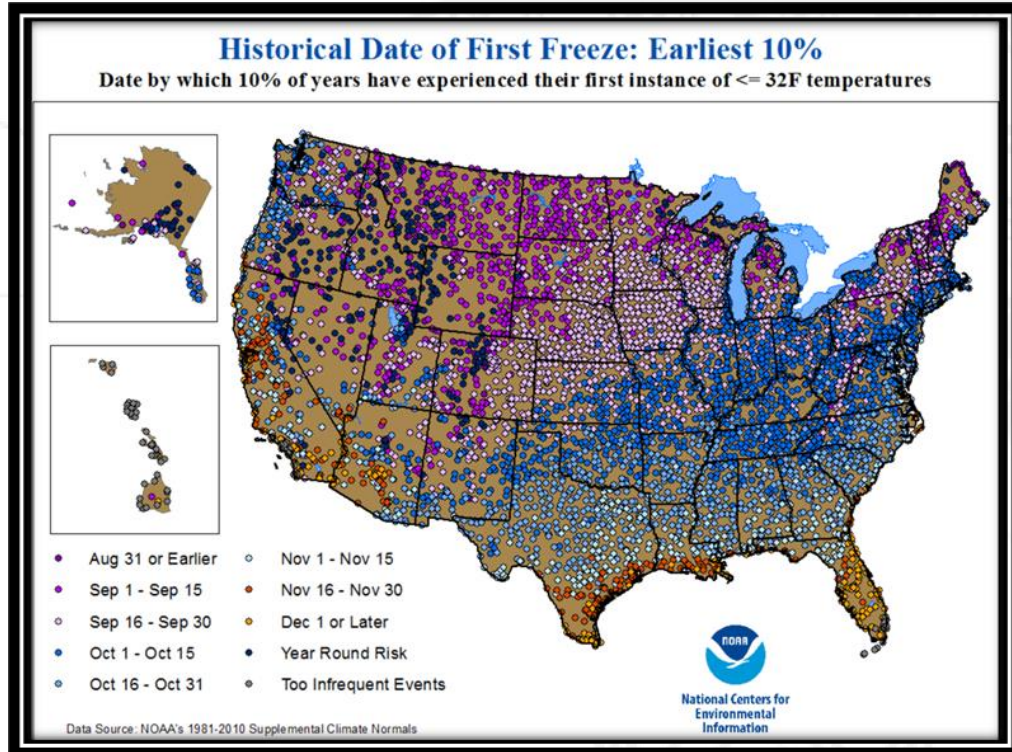 Historical Date of First Freeze: Earliest 10%
Date by which 10% of years have experienced their first instance of <= 32F temperatures
Aug 31 or Earlier
Sep 1 - Sep 15
Sep 16 - Sep 30
Oct 1 - Oct 15
Oct 16 - Oct 31
Nov 1 - Nov 15
Nov 16 - Nov 30
Dec 1 or Later
Year Round Risk
Too Infrequent Events
NOAA
National Centers for
Environmental
Information
Data Source: NOAA's 1981-2010 Supplemental Climate Normals